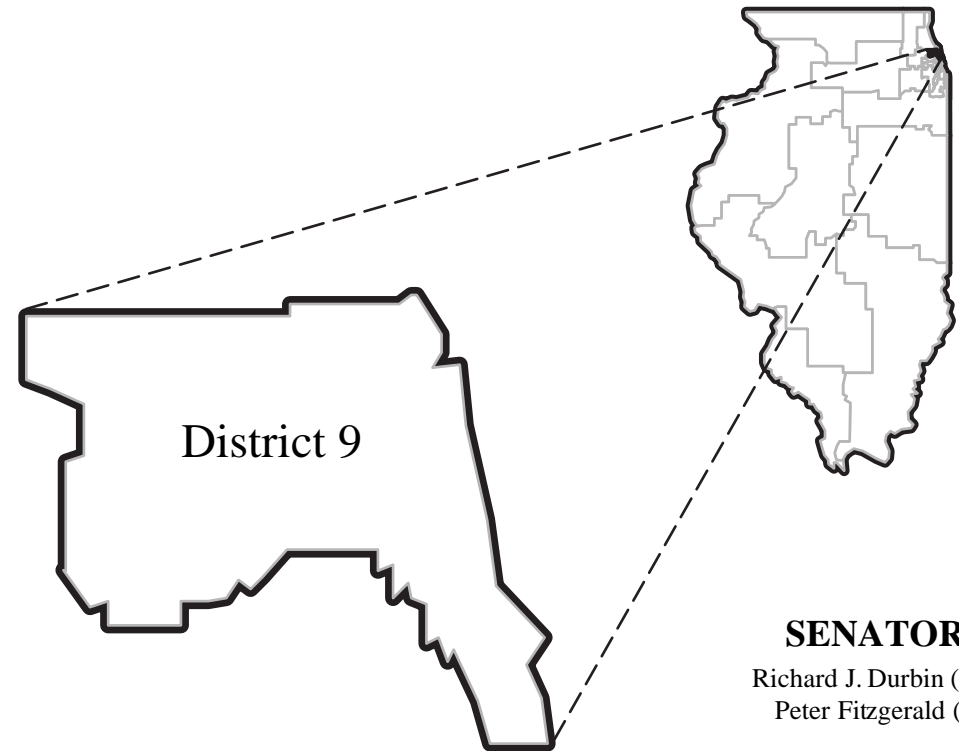 District 9
SENATOR
Richard J. Durbin (
Peter Fitzgerald (